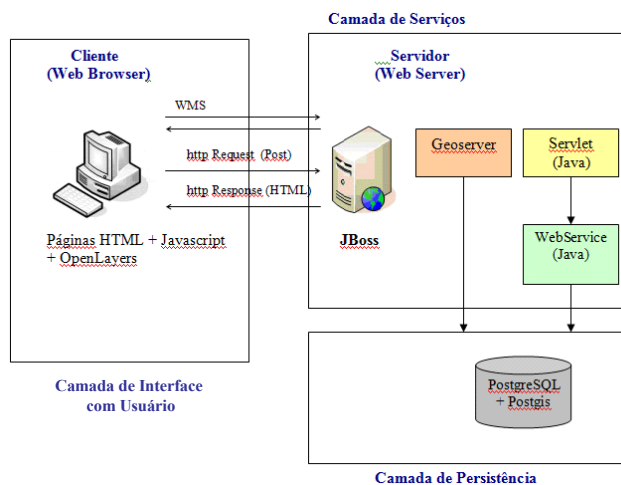 Camada de Serviços
Cliente
(Web Browser)
Servidor
(Web Server)
WMS
http Request (Post)
http Response (HTML)
Geoserver
Servlet
(Java)
WebService
(Java)
Páginas HTML + Javascript
+ OpenLayers
JBoss
PostgreSQL
+ Postgis
Camada de Interface
com Usuário
Camada de Persistência